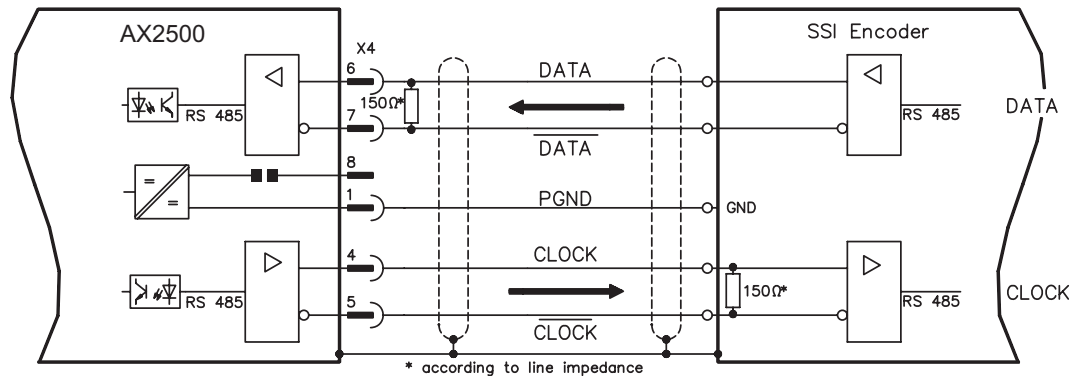 AX2500
X4
SSI Encoder
6
DATA
150Ω*
RS 485
RS 485
DATA
7
DATA
8
1
PGND
GND
4
CLOCK
RS 485
150Ω*
RS 485
CLOCK
5
CLOCK
* according to line impedance